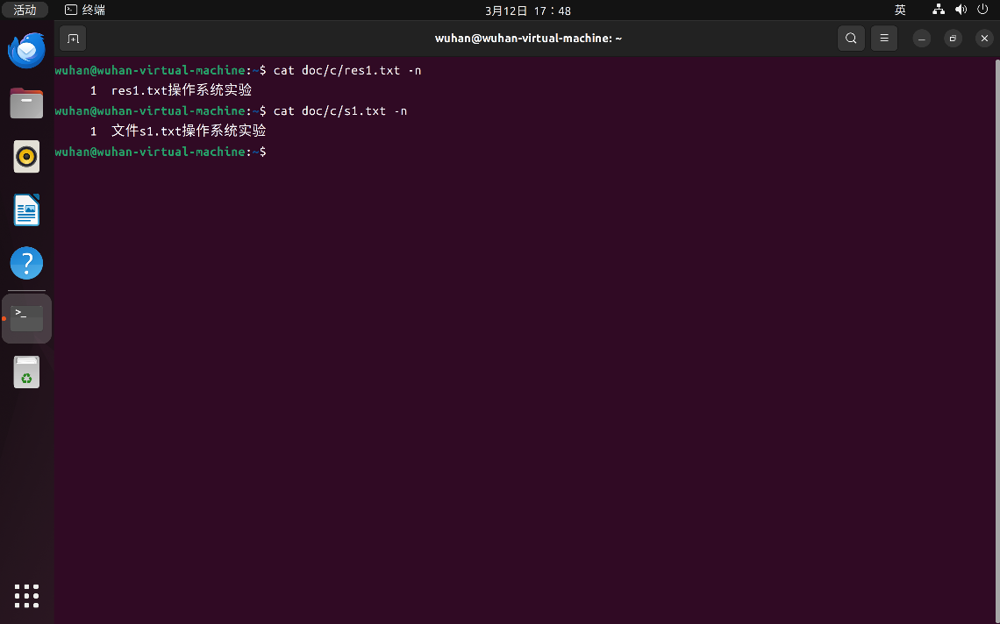 活动 终端 3月12日 17：48 英
wuhan@wuhan-virtual-machine: ~
wuhan@wuhan-virtual-machine:~$ cat doc/c/res1.txt -n
1 res1.txt操作系统实验
wuhan@wuhan-virtual-machine:~$ cat doc/c/s1.txt -n
1 文件s1.txt操作系统实验
wuhan@wuhan-virtual-machine:~$